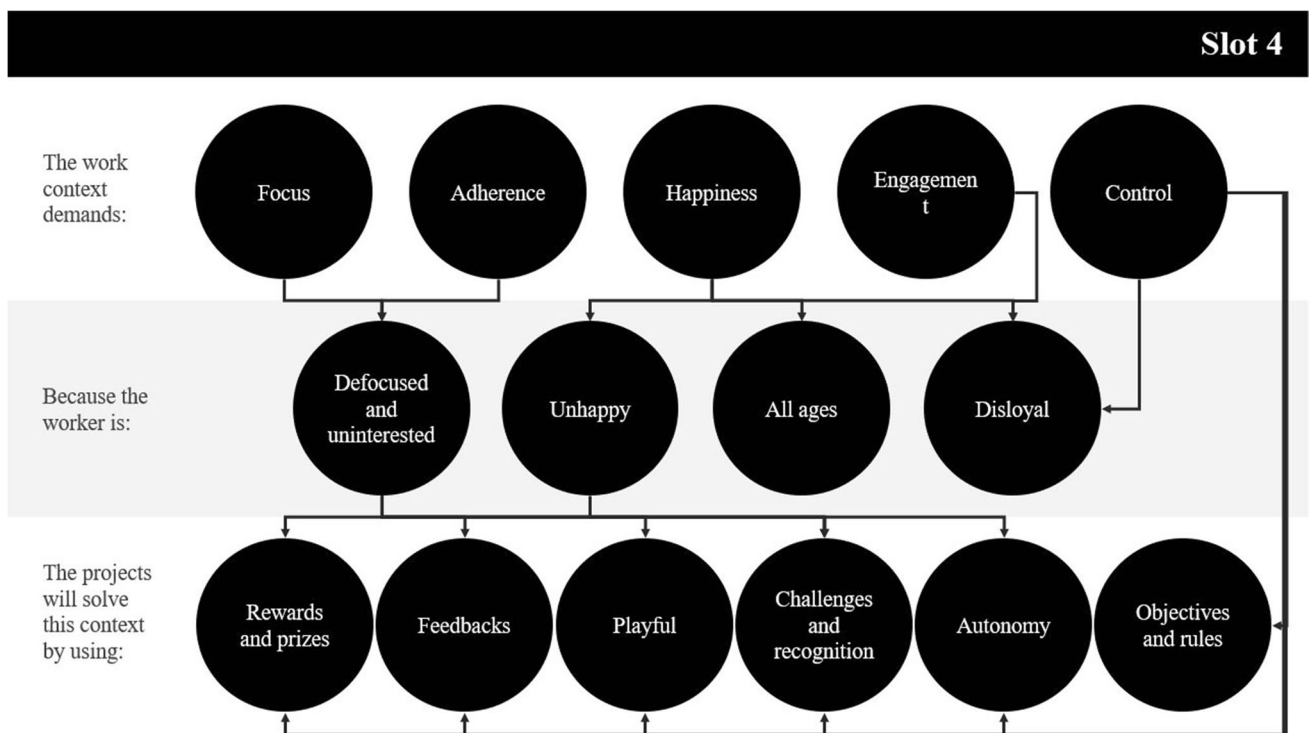 Slot 4
The work
context
demands:
Focus
Adherence
Happiness
Engagemen
t
Control
Because the
worker is:
Defocused
and
uninterested
Unhappy
All ages
Disloyal
The projects
will solve
this context
by using:
Rewards
and prizes
Feedbacks
Playful
Challenges
and
recognition
Autonomy
Objectives
and rules